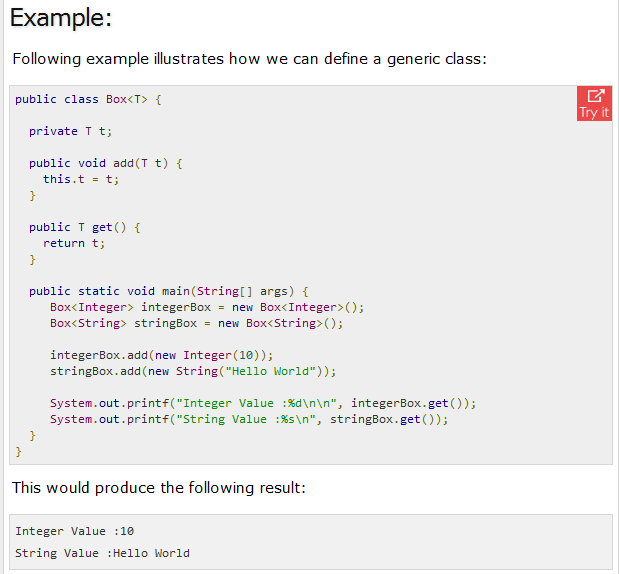 Example:
Following example illustrates how we can define a generic class:
Try it
public class Box<T> {
private T t;
public void add(T t) {
this.t = t;
}
public T get() {
return t;
}
public static void main(String[] args) {
Box<Integer> integerBox = new Box<Integer>();
Box<String> stringBox = new Box<String>();
integerBox.add(new Integer(10));
stringBox.add(new String("Hello World"));
System.out.printf("Integer Value :%d\n\n", integerBox.get());
System.out.printf("String Value :%s\n", stringBox.get());
}
}
This would produce the following result:
Integer Value :10
String Value :Hello World